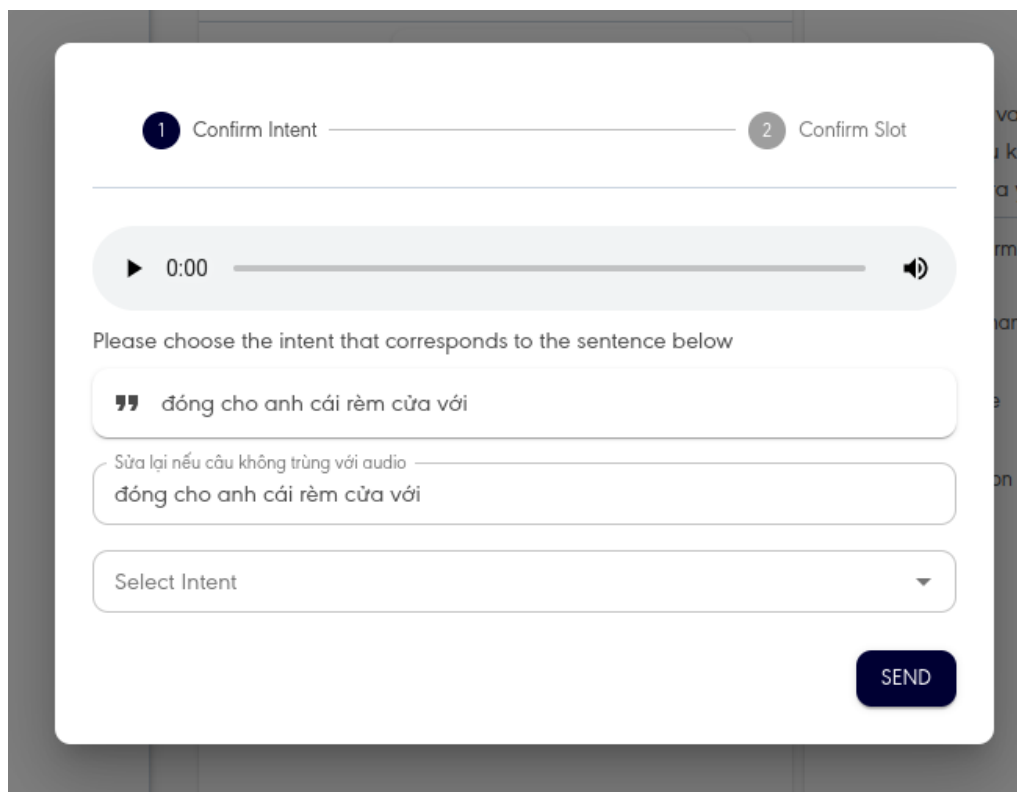 1 Confirm Intent 2 Confirm Slot
0:00
Please choose the intent that corresponds to the sentence below
đóng cho anh cái rèm cửa với
Sửa lại nếu câu không trùng với audio
đóng cho anh cái rèm cửa với
Select Intent
SEND